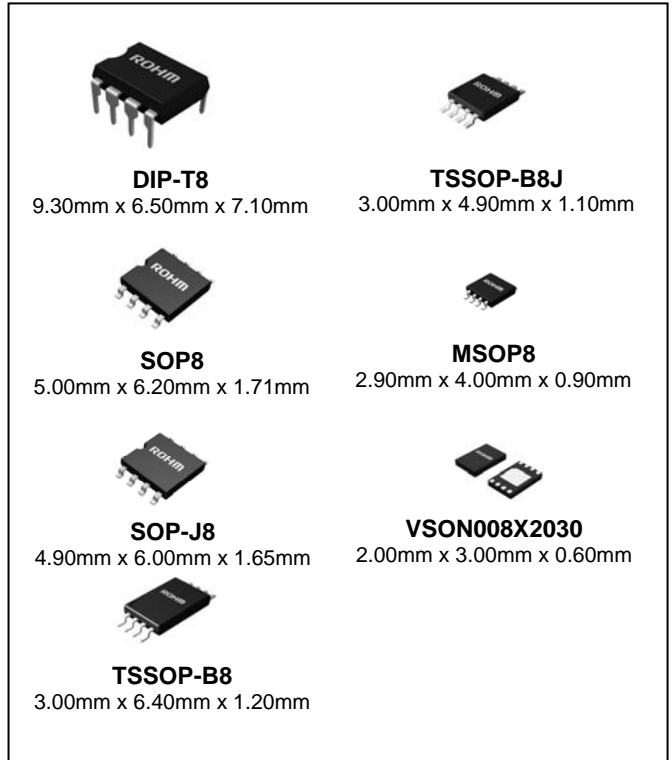 ROHM
DIP-T8
9.30mm x 6.50mm x 7.10mm
ROHM
TSSOP-B8J
3.00mm x 4.90mm x 1.10mm
ROHM
SOP8
5.00mm x 6.20mm x 1.71mm
ROHM
MSOP8
2.90mm x 4.00mm x 0.90mm
ROHM
SOP-J8
4.90mm x 6.00mm x 1.65mm
ROHM
VSON008X2030
2.00mm x 3.00mm x 0.60mm
ROHM
TSSOP-B8
3.00mm x 6.40mm x 1.20mm